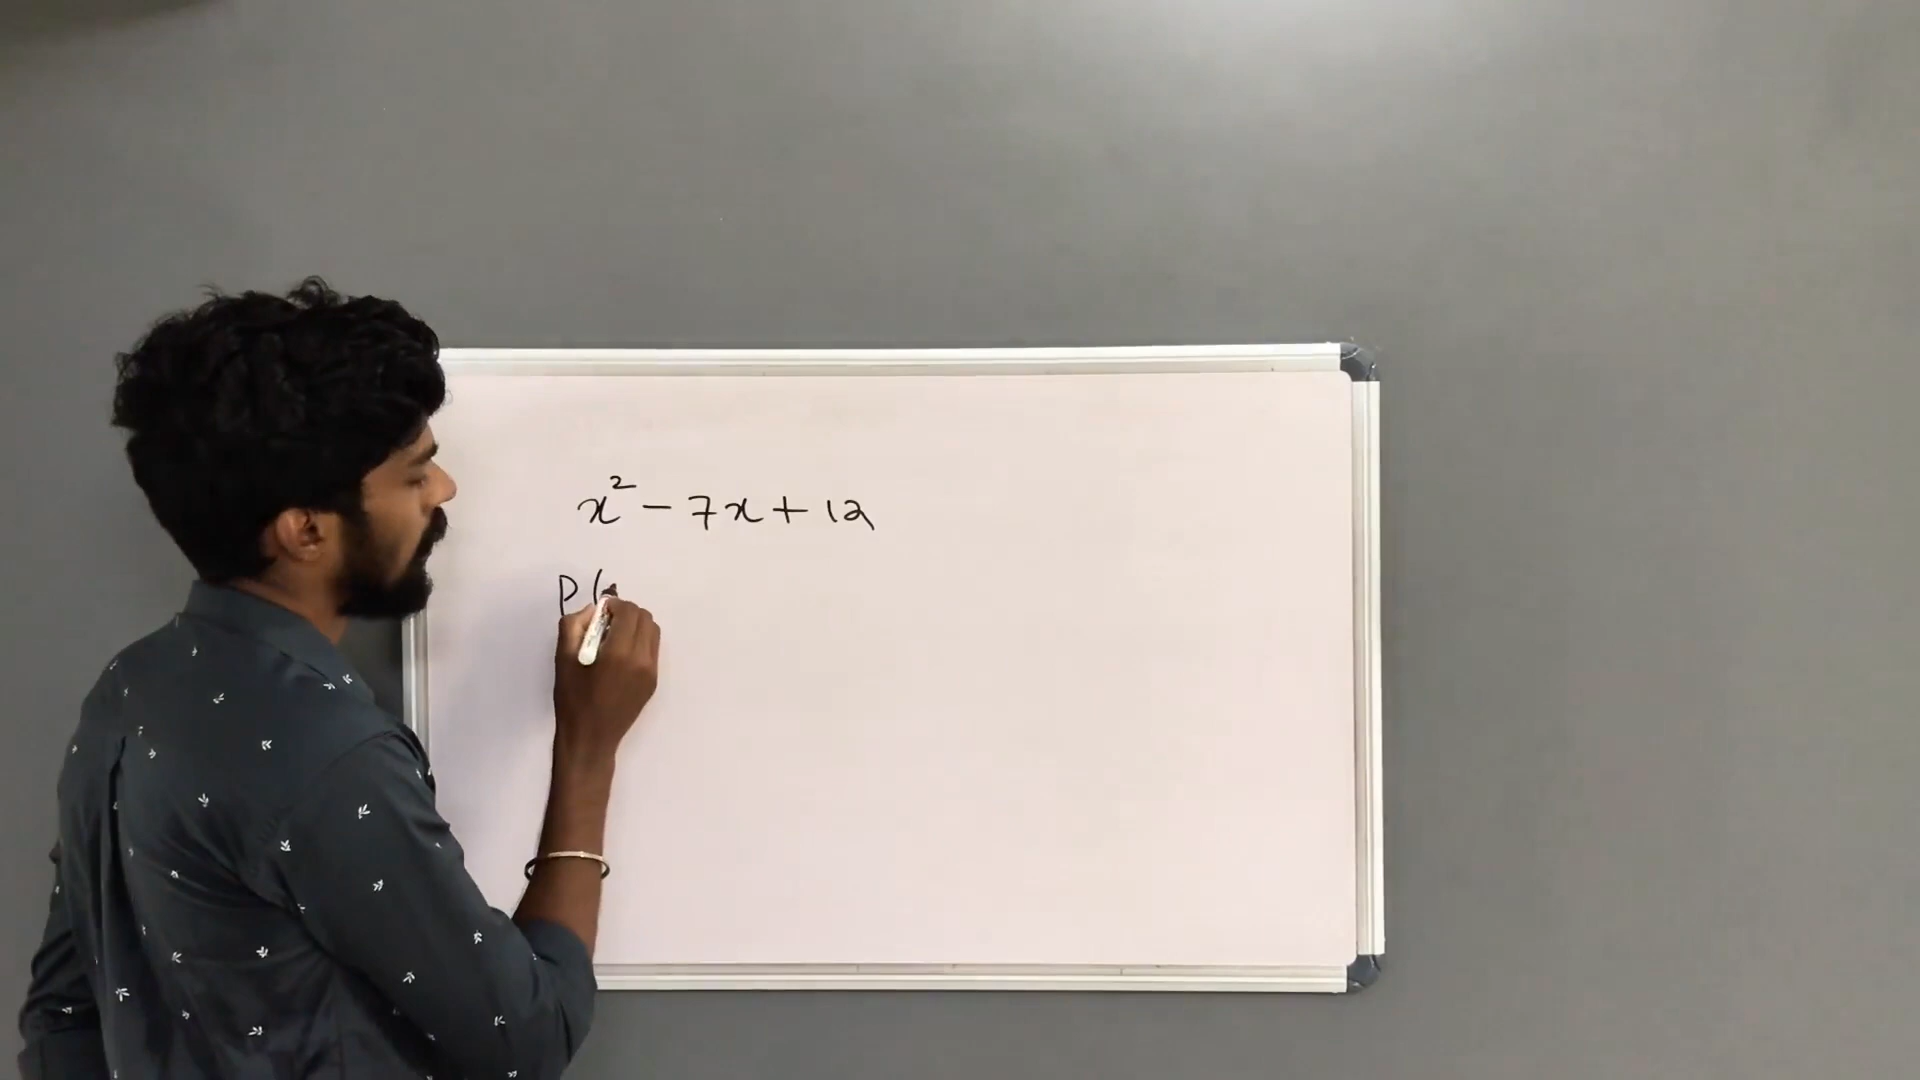 x² - 7x + 12
P(